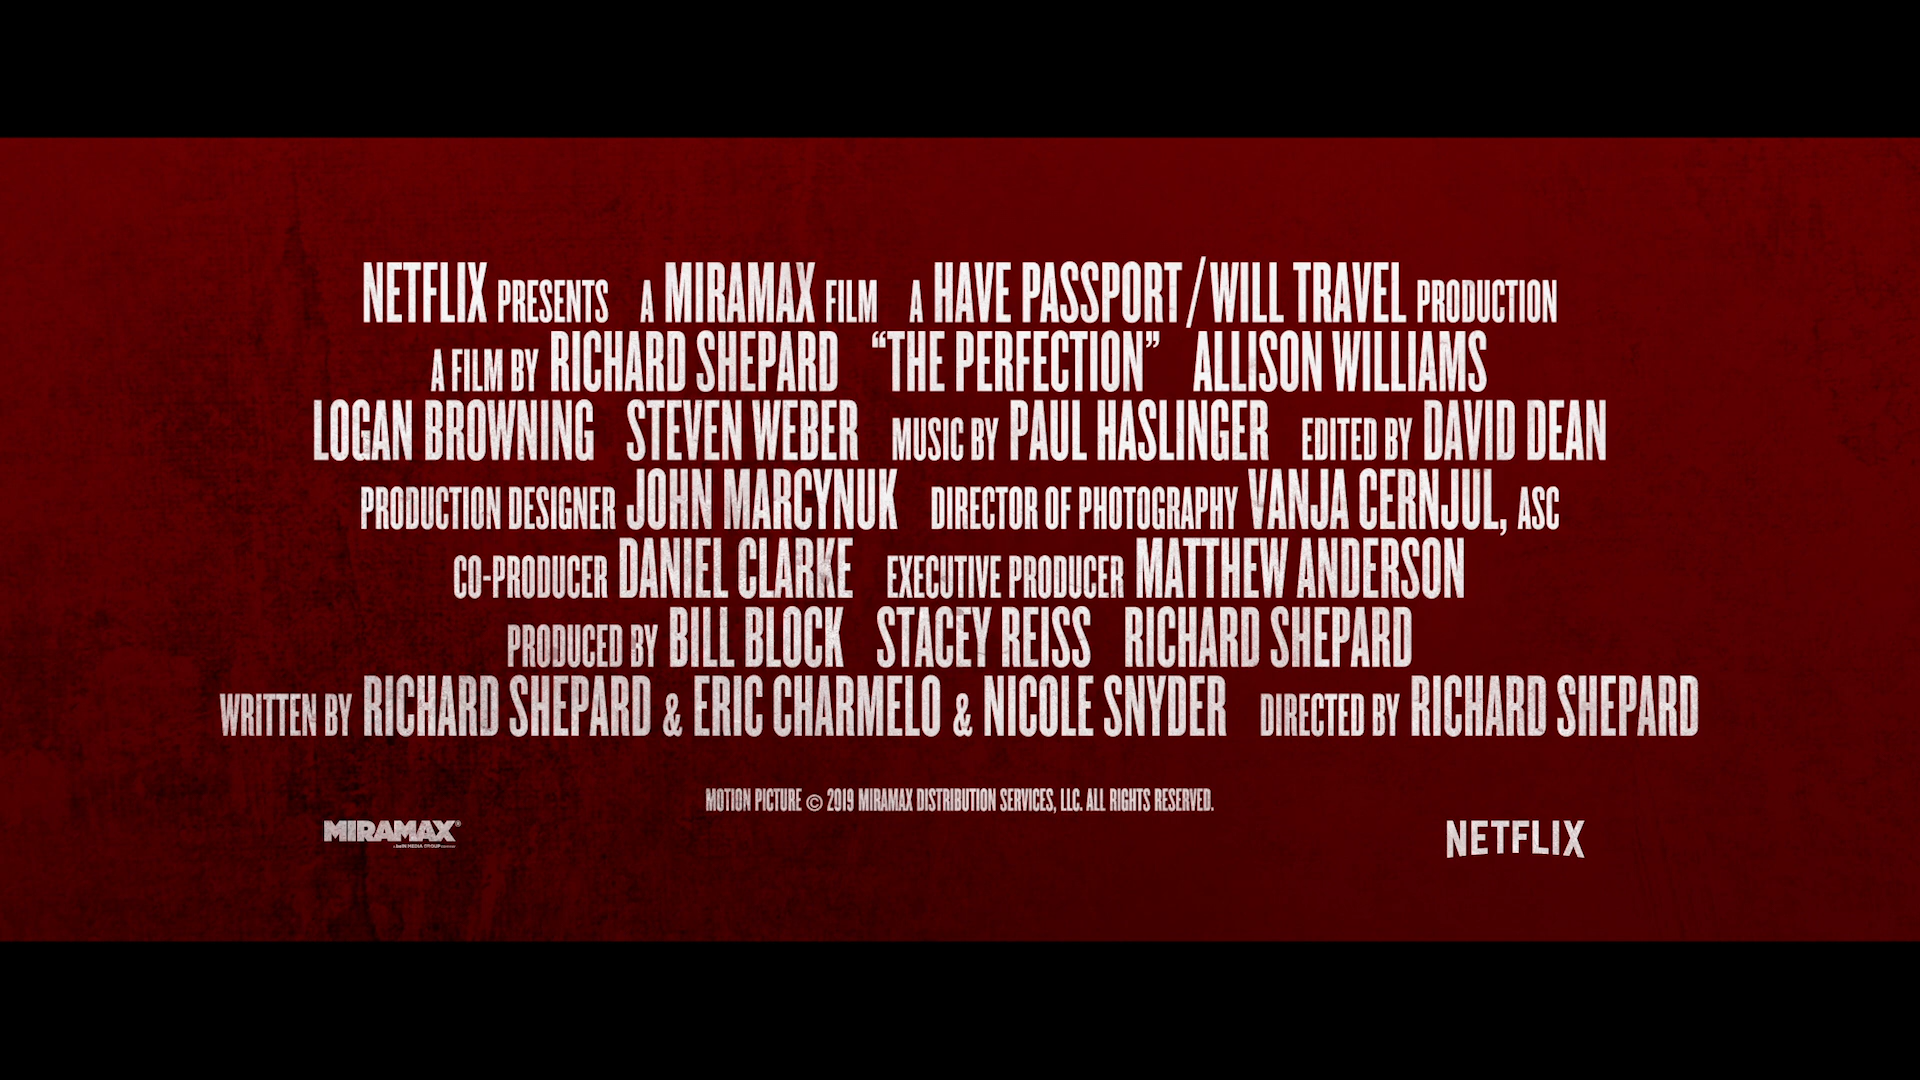 NETFLIX PRESENTS A MIRAMAX FILM A HAVE PASSPORT/WILL TRAVEL PRODUCTION
A FILM BY RICHARD SHEPARD “THE PERFECTION” ALLISON WILLIAMS
LOGAN BROWNING STEVEN WEBER MUSIC BY PAUL HASLINGER EDITED BY DAVID DEAN
PRODUCTION DESIGNER JOHN MARCYNUK DIRECTOR OF PHOTOGRAPHY VANJA CERNJUL, ASC
CO-PRODUCER DANIEL CLARKE EXECUTIVE PRODUCER MATTHEW ANDERSON
PRODUCED BY BILL BLOCK STACEY REISS RICHARD SHEPARD
WRITTEN BY RICHARD SHEPARD & ERIC CHARMELO & NICOLE SNYDER DIRECTED BY RICHARD SHEPARD
MOTION PICTURE © 2019 MIRAMAX DISTRIBUTION SERVICES, LLC. ALL RIGHTS RESERVED.
MIRAMAX®
a beIN MEDIA GROUP
NETFLIX